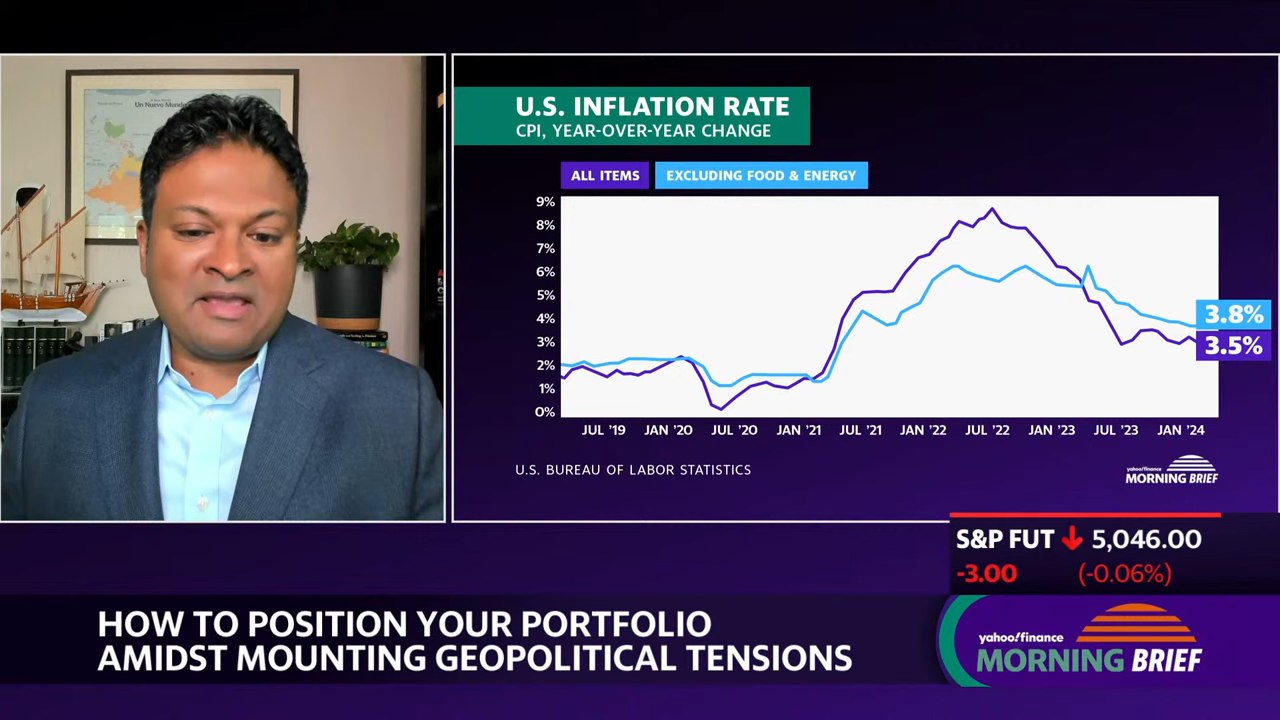 Un Nuevo Mundo
U.S. INFLATION RATE
CPI, YEAR-OVER-YEAR CHANGE
ALL ITEMS
EXCLUDING FOOD & ENERGY
9%
8%
7%
6%
5%
4%
3%
2%
1%
0%
3.8%
3.5%
JUL ’19 JAN ’20 JUL ’20 JAN ’21 JUL ’21 JAN ’22 JUL ’22 JAN ’23 JUL ’23 JAN ’24
U.S. BUREAU OF LABOR STATISTICS
yahoo!finance
MORNING BRIEF
S&P FUT 5,046.00
-3.00 (-0.06%)
HOW TO POSITION YOUR PORTFOLIO
AMIDST MOUNTING GEOPOLITICAL TENSIONS
yahoo!finance
MORNING BRIEF